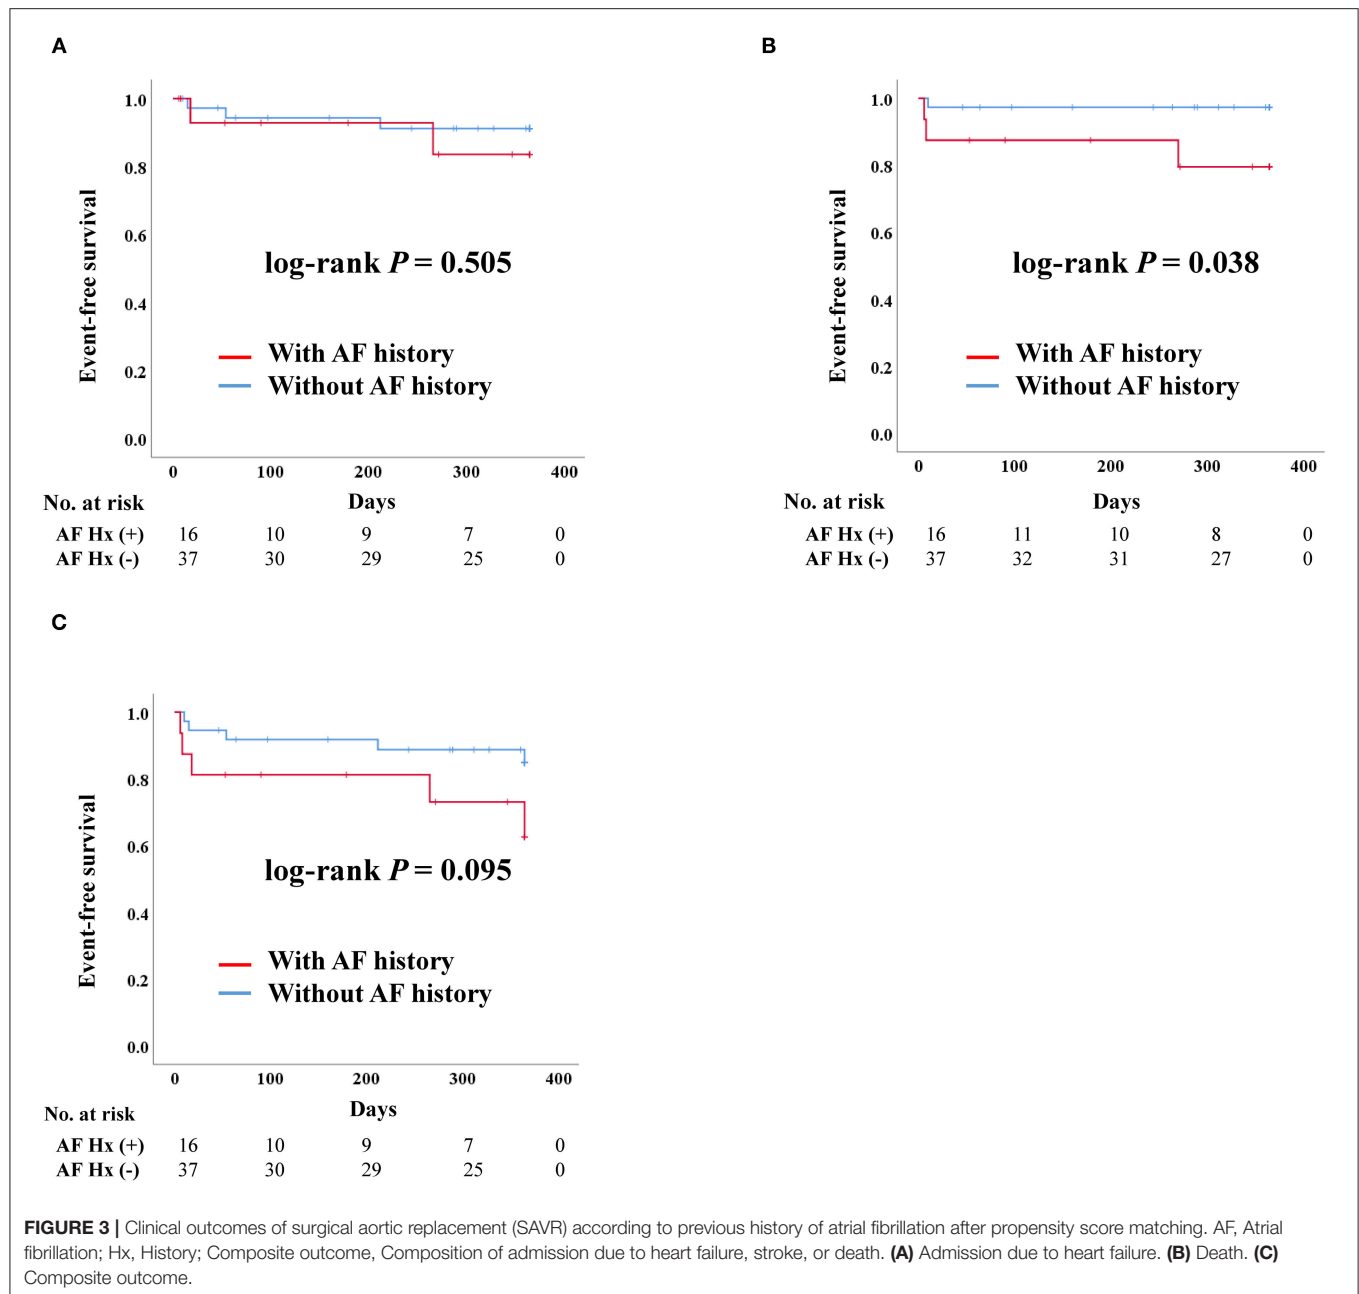 A
1.0
0.8
0.6
0.4
0.2
0.0
Event-free survival
log-rank P = 0.505
With AF history
Without AF history
0 100 200 300 400
No. at risk Days
AF Hx (+) 16 10 9 7 0
AF Hx (-) 37 30 29 25 0
B
1.0
0.8
0.6
0.4
0.2
0.0
Event-free survival
log-rank P = 0.038
With AF history
Without AF history
0 100 200 300 400
No. at risk Days
AF Hx (+) 16 11 10 8 0
AF Hx (-) 37 32 31 27 0
C
1.0
0.8
0.6
0.4
0.2
0.0
Event-free survival
log-rank P = 0.095
With AF history
Without AF history
0 100 200 300 400
No. at risk Days
AF Hx (+) 16 10 9 7 0
AF Hx (-) 37 30 29 25 0
FIGURE 3 | Clinical outcomes of surgical aortic replacement (SAVR) according to previous history of atrial fibrillation after propensity score matching. AF, Atrial
fibrillation; Hx, History; Composite outcome, Composition of admission due to heart failure, stroke, or death. (A) Admission due to heart failure. (B) Death. (C)
Composite outcome.